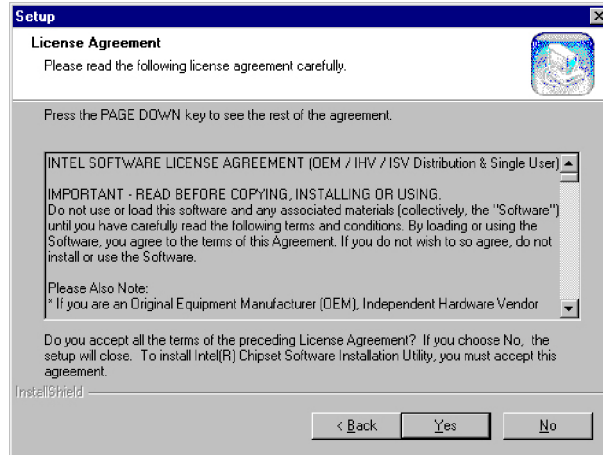 Setup
License Agreement
Please read the following license agreement carefully.
Press the PAGE DOWN key to see the rest of the agreement.
INTEL SOFTWARE LICENSE AGREEMENT (OEM / IHV / ISV Distribution & Single User)
IMPORTANT - READ BEFORE COPYING, INSTALLING OR USING.
Do not use or load this software and any associated materials (collectively, the "Software")
until you have carefully read the following terms and conditions. By loading or using the
Software, you agree to the terms of this Agreement. If you do not wish to so agree, do not
install or use the Software.
Please Also Note:
* If you are an Original Equipment Manufacturer (OEM), Independent Hardware Vendor
Do you accept all the terms of the preceding License Agreement? If you choose No, the
setup will close. To install Intel(R) Chipset Software Installation Utility, you must accept this
agreement.
InstallShield
< Back Yes No